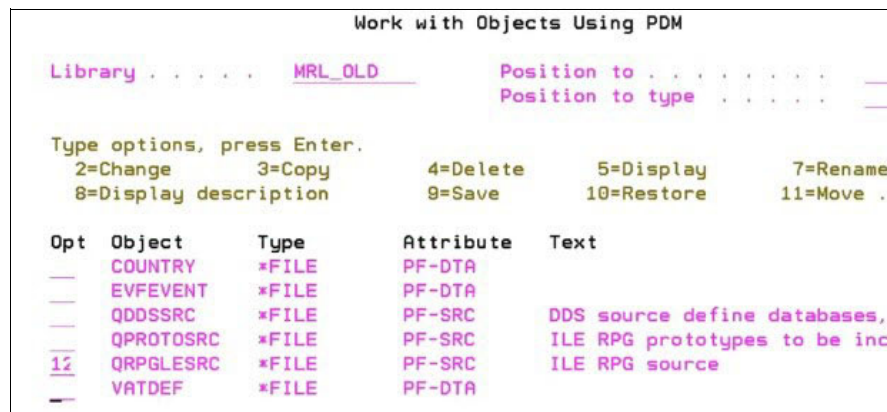 Work with Objects Using PDM
Library . . . . . MRL_OLD Position to . . . . . . . .
Position to type . . . . .
Type options, press Enter.
2=Change 3=Copy 4=Delete 5=Display 7=Rename
8=Display description 9=Save 10=Restore 11=Move .
Opt Object Type Attribute Text
COUNTRY *FILE PF-DTA
EVFEVENT *FILE PF-DTA
QDDSSRC *FILE PF-SRC DDS source define databases,
QPROTOSRC *FILE PF-SRC ILE RPG prototypes to be inc
12 QRPGLESRC *FILE PF-SRC ILE RPG source
VATDEF *FILE PF-DTA